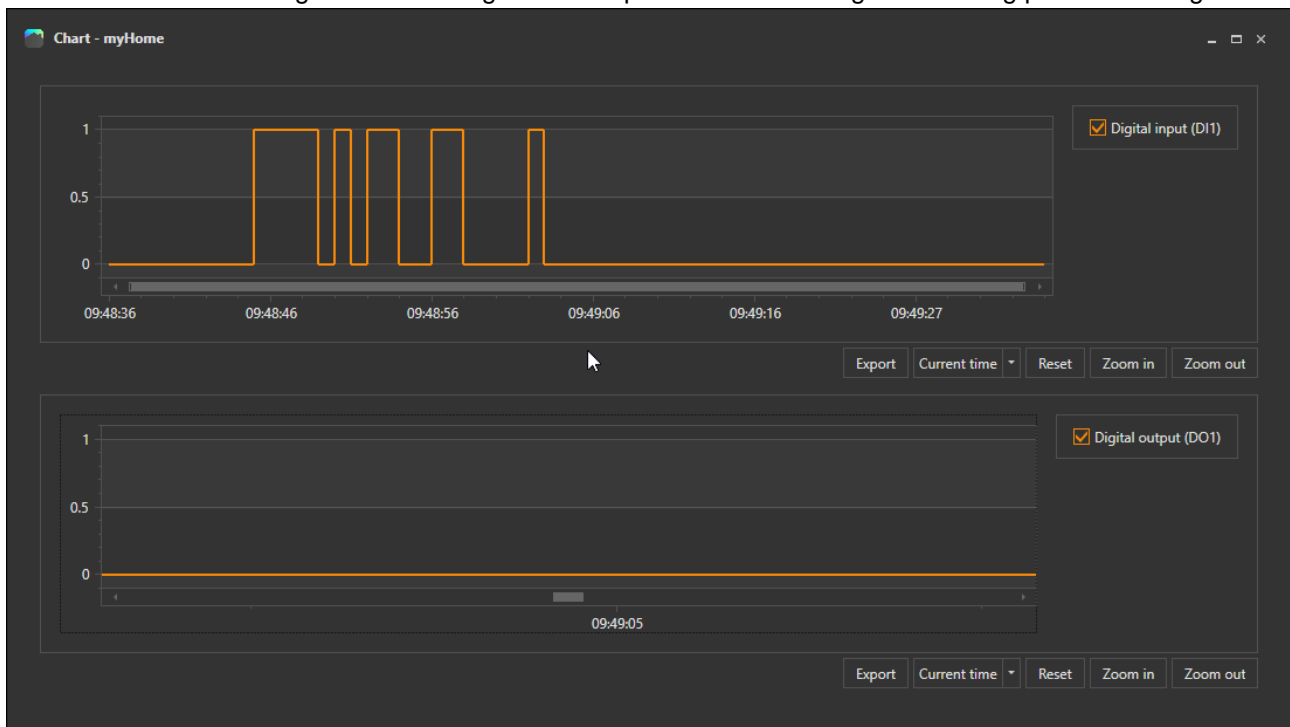 Chart - myHome
1
0.5
0
Digital input (DI1)
09:48:36 09:48:46 09:48:56 09:49:06 09:49:16 09:49:27
Export Current time Reset Zoom in Zoom out
1
0.5
0
Digital output (DO1)
09:49:05
Export Current time Reset Zoom in Zoom out